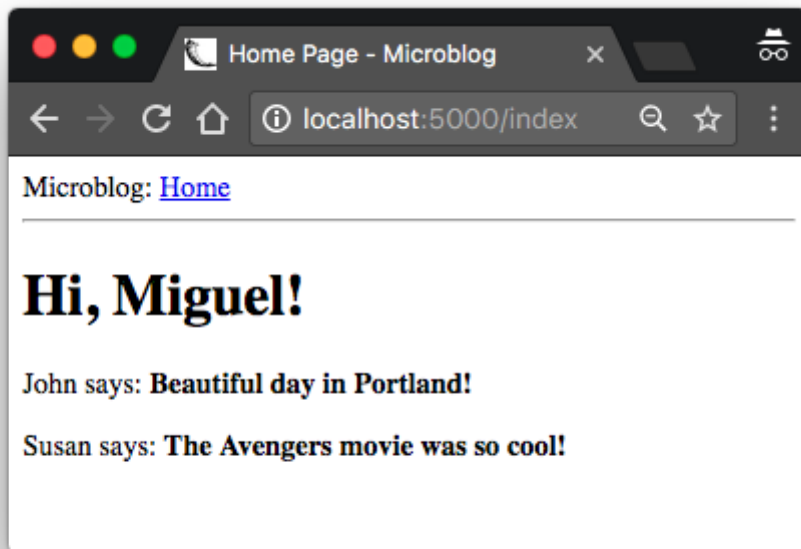 Home Page - Microblog
localhost:5000/index
Microblog: Home
Hi, Miguel!
John says: Beautiful day in Portland!
Susan says: The Avengers movie was so cool!